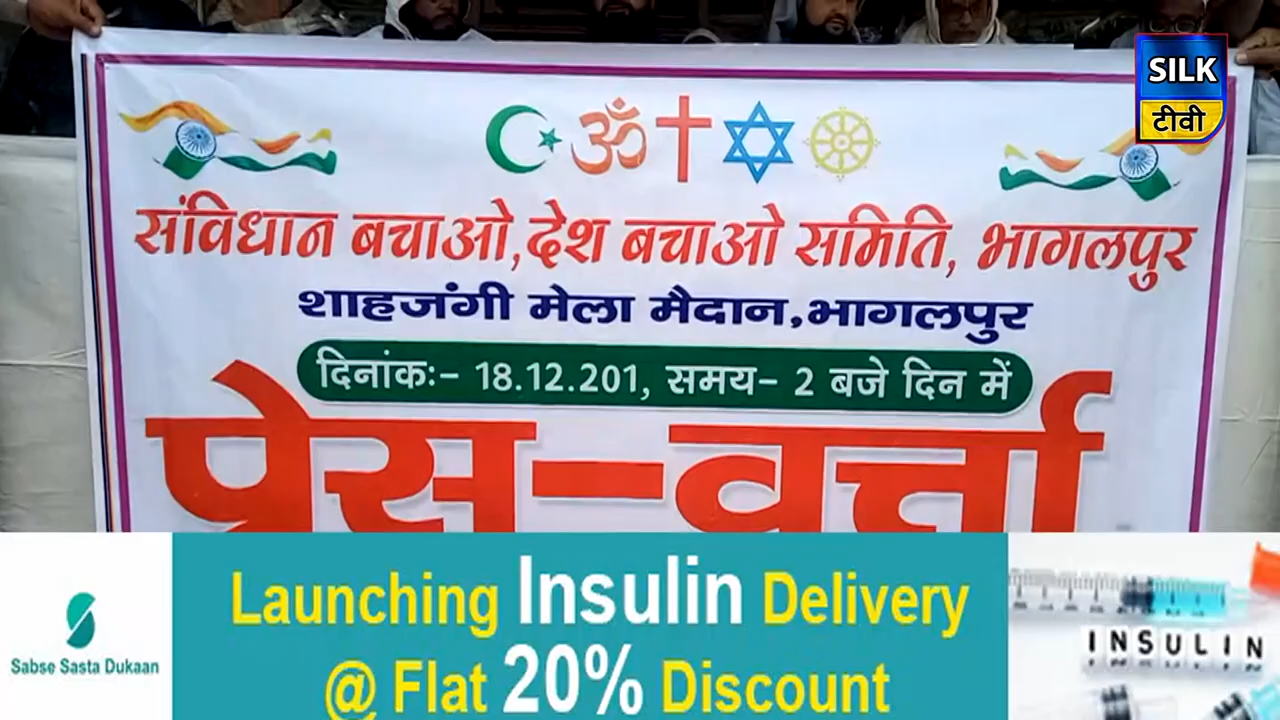 SILK
टीवी
संविधान बचाओ,देश बचाओ समिति, भागलपुर
शाहजंगी मेला मैदान,भागलपुर
दिनांकः- 18.12.201, समय- 2 बजे दिन में
प्रेस-वार्त्ता
Sabse Sasta Dukaan
Launching Insulin Delivery
@ Flat 20% Discount
INSULIN